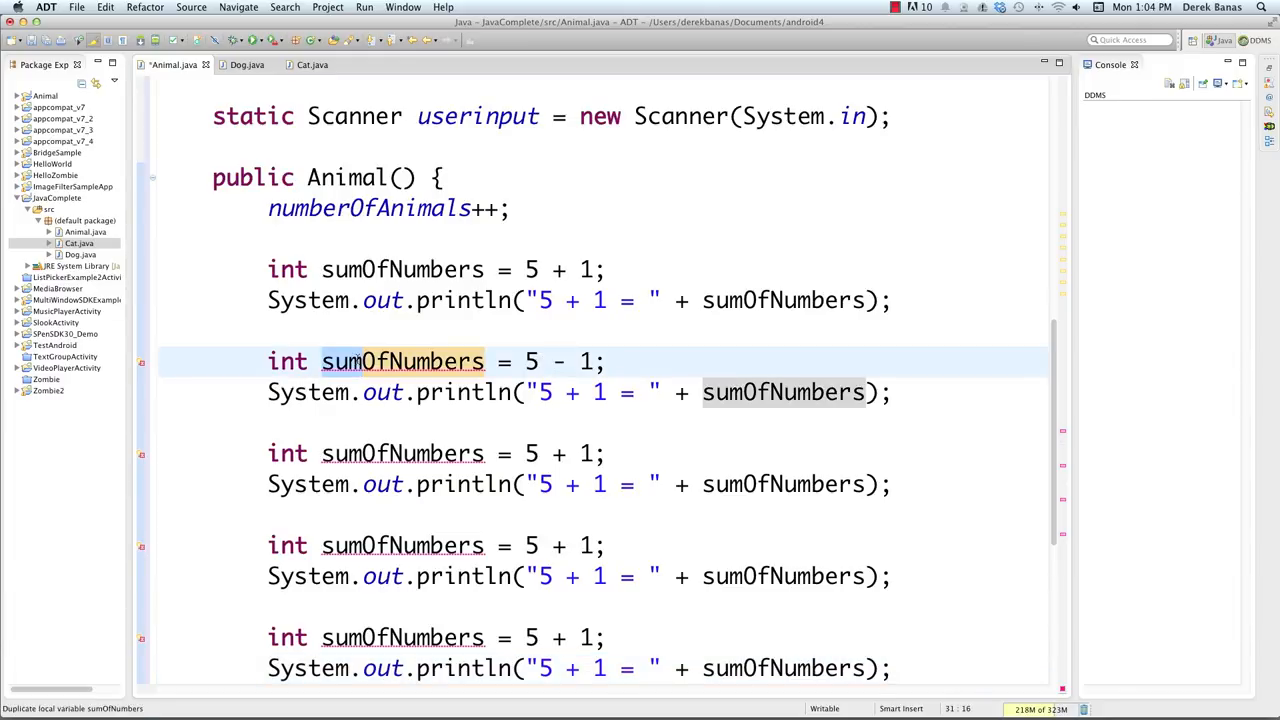 ADT File Edit Refactor Source Navigate Search Project Run Window Help 10 Mon 1:04 PM Derek Banas
Java – JavaComplete/src/Animal.java – ADT – /Users/derekbanas/Documents/android4
Quick Access Java DDMS
Package Exp *Animal.java Dog.java Cat.java Console
DDMS
Animal
appcompat_v7
appcompat_v7_2
appcompat_v7_3
appcompat_v7_4
BridgeSample
HelloWorld
HelloZombie
ImageFilterSampleApp
JavaComplete
src
(default package)
Animal.java
Cat.java
Dog.java
JRE System Library [Ja
ListPickerExample2Activi
MediaBrowser
MultiWindowSDKExample
MusicPlayerActivity
SlookActivity
SPenSDK30_Demo
TestAndroid
TextGroupActivity
VideoPlayerActivity
Zombie
Zombie2
static Scanner userinput = new Scanner(System.in);
public Animal() {
numberOfAnimals++;
int sumOfNumbers = 5 + 1;
System.out.println("5 + 1 = " + sumOfNumbers);
int sumOfNumbers = 5 - 1;
System.out.println("5 + 1 = " + sumOfNumbers);
int sumOfNumbers = 5 + 1;
System.out.println("5 + 1 = " + sumOfNumbers);
int sumOfNumbers = 5 + 1;
System.out.println("5 + 1 = " + sumOfNumbers);
int sumOfNumbers = 5 + 1;
System.out.println("5 + 1 = " + sumOfNumbers);
Duplicate local variable sumOfNumbers Writable Smart Insert 31 : 16 218M of 323M